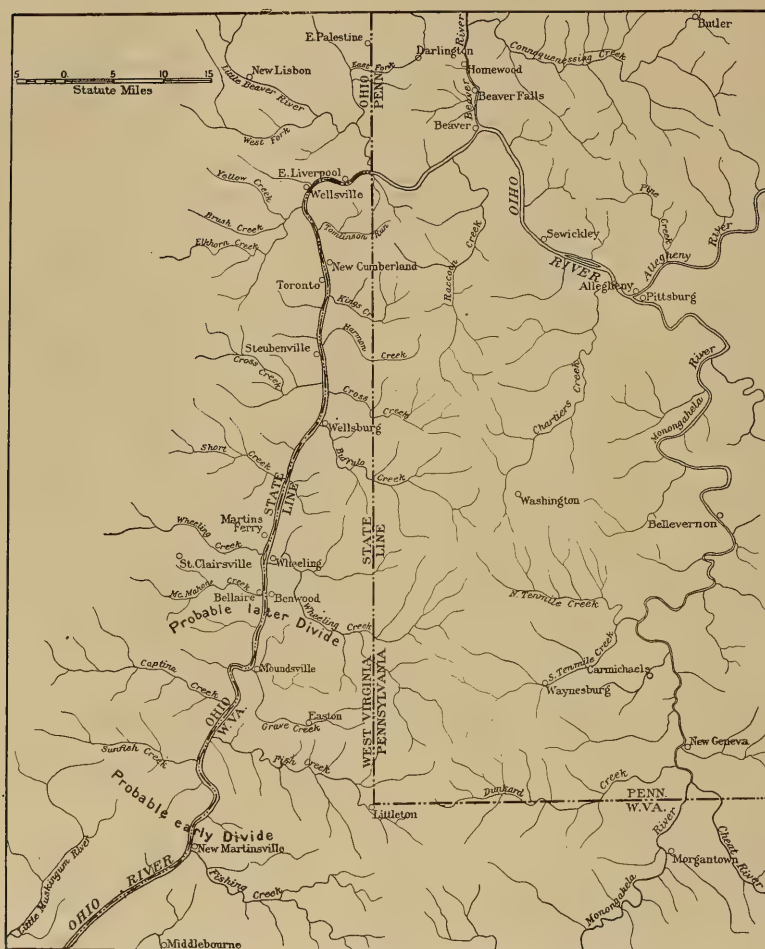 E. Palestine
Darlington
River
Butler
Connoquenessing Creek
East Fork
Homewood
New Lisbon
Little Beaver River
5 0. 5 10 15
Statute Miles
OHIO
PENN.
Beaver
Beaver Falls
West Fork
Beaver
E. Liverpool
Wellsville
Yellow Creek
OHIO
Pine
Creek
Brush Creek
Tomlinson Run
Elkhorn Creek
Sewickley
Raccoon
Creek
RIVER
Allegheny
River
New Cumberland
Toronto
Allegheny
Pittsburg
Kings Cr.
Harmon
Creek
Steubenville
Cross Creek
River
Monongahela
Cross
Creek
Chartiers Creek
Wellsburg
Short
Creek
Buffalo
Creek
STATE
LINE
Washington
Martins
Ferry
STATE
LINE
Bellevernon
Wheeling
Creek
St. Clairsville
Wheeling
Mc. Mahons Creek
Bellaire
Benwood
Wheeling Creek
N. Tenmile Creek
Probable later Divide
Captina
Creek
Moundsville
S. Tenmile Creek
Carmichaels
Waynesburg
OHIO
W.VA.
WEST VIRGINIA
PENNSYLVANIA
Easton
Grave Creek
Sunfish Creek
Fish Creek
New Geneva
Probable early Divide
Dunkard
Creek
PENN.
W.VA.
Littleton
River
Cheat River
New Martinsville
Morgantown
Little Muskingum River
OHIO RIVER
Fishing Creek
Monongahela
Middlebourne